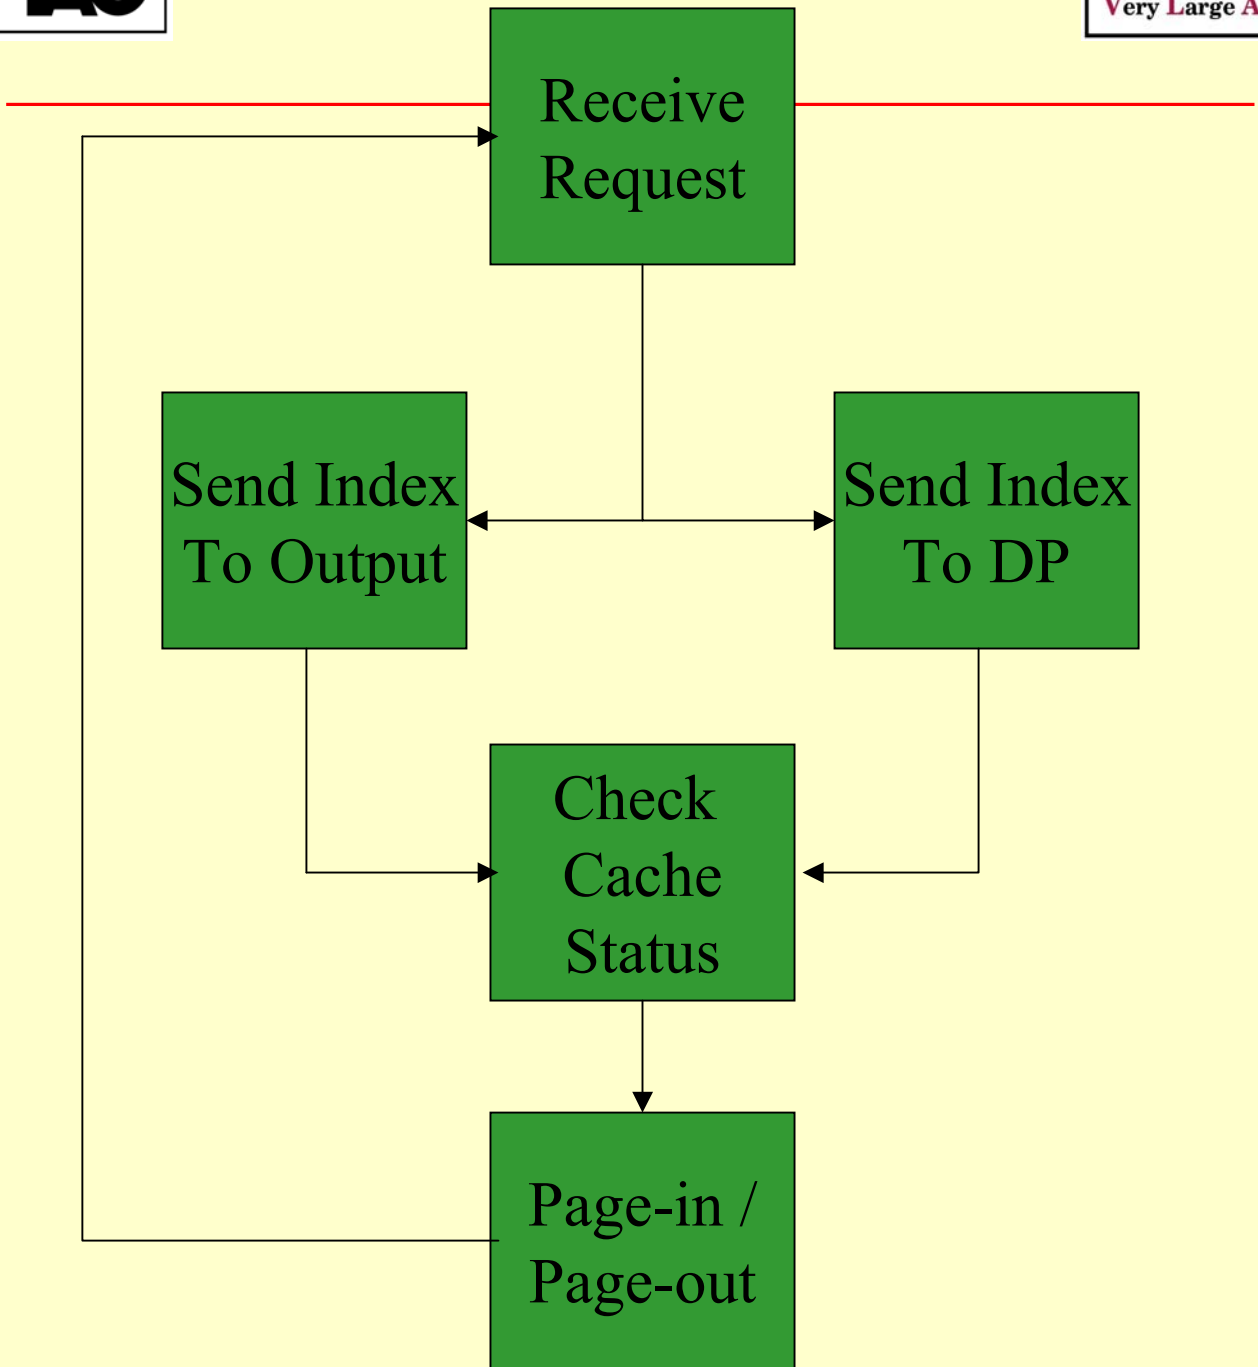 Very Large
Receive
Request
Send Index
To Output
Send Index
To DP
Check
Cache
Status
Page-in /
Page-out